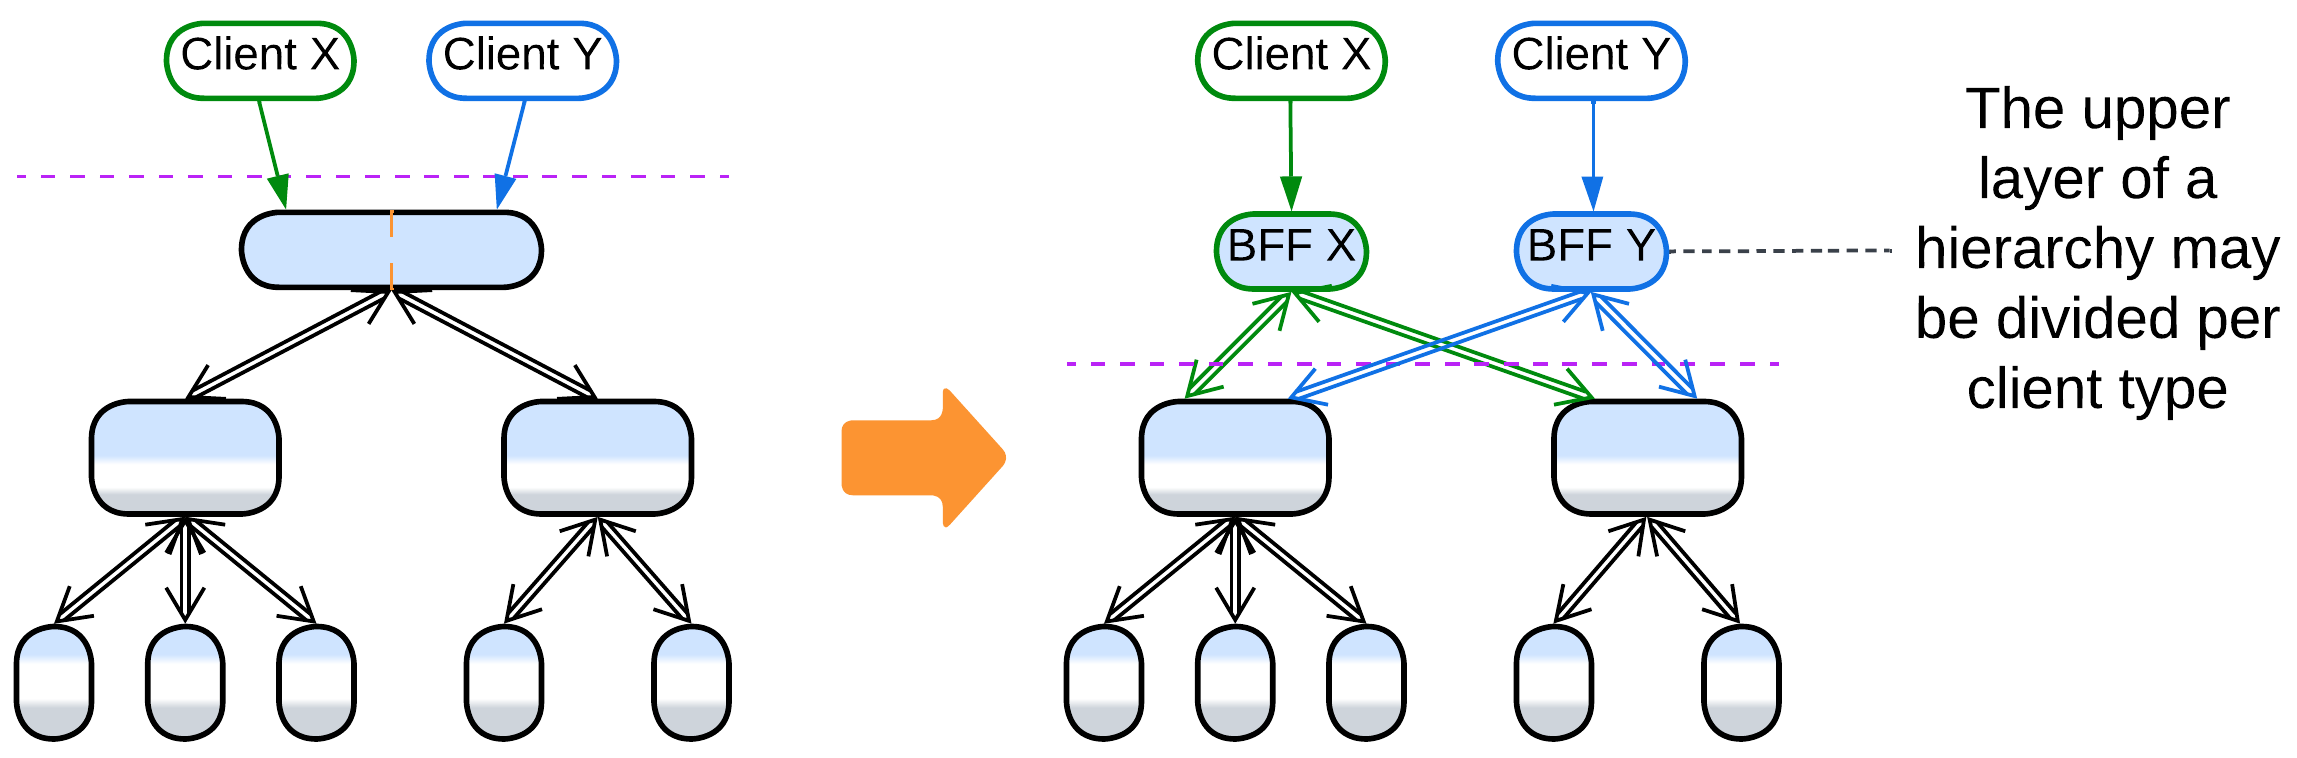 Client X
Client Y
Client X
Client Y
BFF X
BFF Y
The upper
layer of a
hierarchy may
be divided per
client type